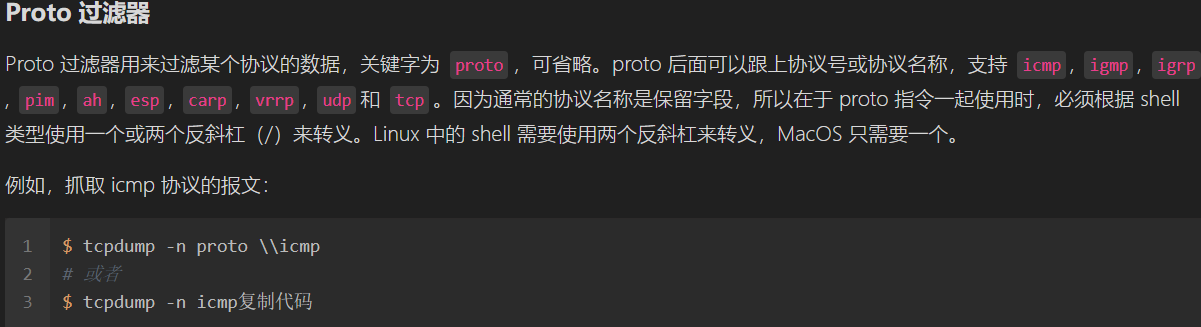 Proto 过滤器
Proto 过滤器用来过滤某个协议的数据，关键字为 proto ，可省略。proto 后面可以跟上协议号或协议名称，支持 icmp , igmp , igrp
, pim , ah , esp , carp , vrrp , udp 和 tcp 。因为通常的协议名称是保留字段，所以在于 proto 指令一起使用时，必须根据 shell
类型使用一个或两个反斜杠（/）来转义。Linux 中的 shell 需要使用两个反斜杠来转义，MacOS 只需要一个。
例如，抓取 icmp 协议的报文：
1 $ tcpdump -n proto \\icmp
2 # 或者
3 $ tcpdump -n icmp复制代码